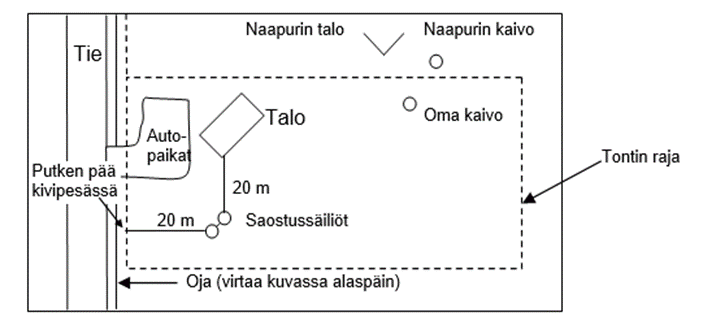 Naapurin talo
Naapurin kaivo
Tie
Oma kaivo
Talo
Auto-
paikat
Tontin raja
Putken pää
kivipesässä
20 m
20 m
Saostussäiliöt
Oja (virtaa kuvassa alaspäin)